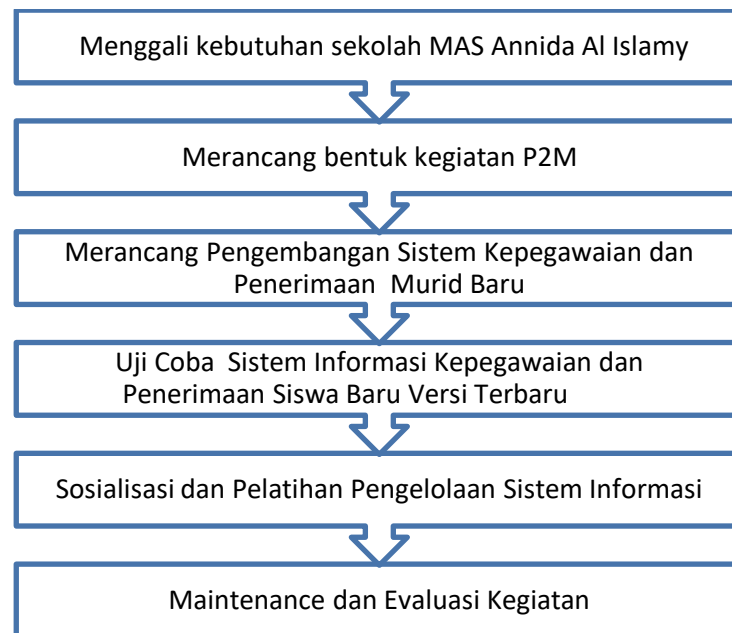 Menggali kebutuhan sekolah MAS Annida Al Islamy
Merancang bentuk kegiatan P2M
Merancang Pengembangan Sistem Kepegawaian dan
Penerimaan Murid Baru
Uji Coba Sistem Informasi Kepegawaian dan
Penerimaan Siswa Baru Versi Terbaru
Sosialisasi dan Pelatihan Pengelolaan Sistem Informasi
Maintenance dan Evaluasi Kegiatan